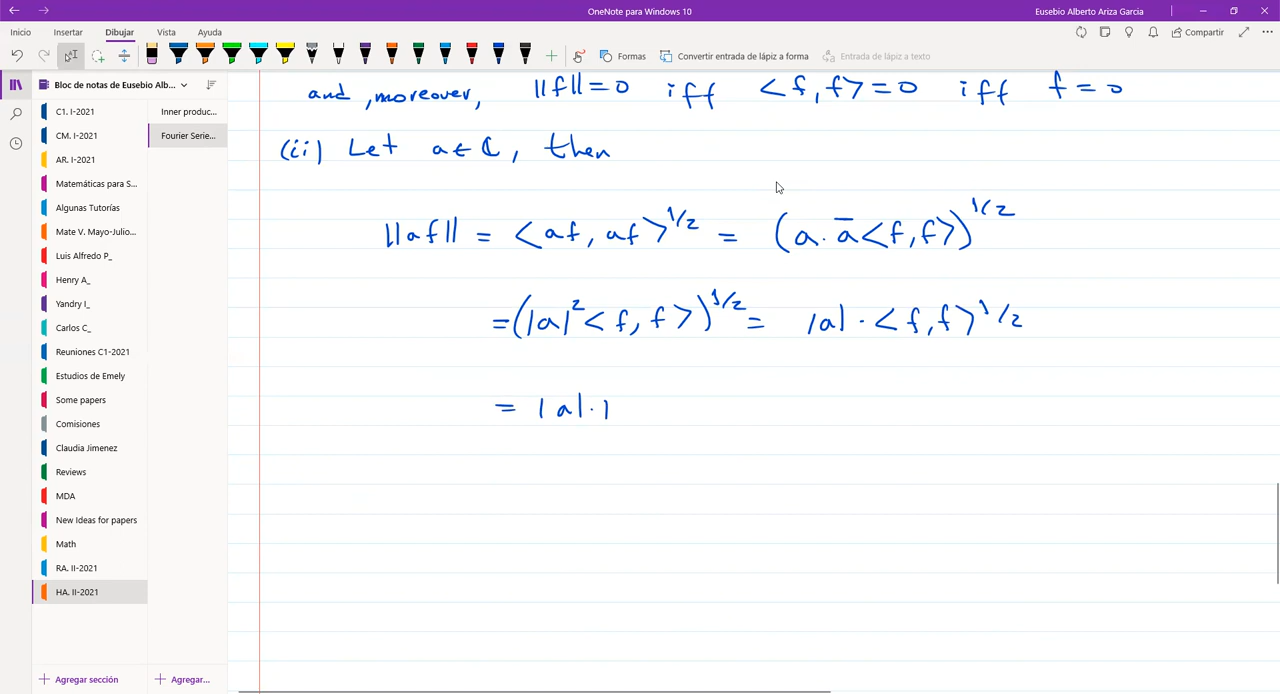 OneNote para Windows 10
Eusebio Alberto Ariza Garcia
Inicio Insertar Dibujar Vista Ayuda
Compartir
Formas
Convertir entrada de lápiz a forma
Entrada de lápiz a texto
Bloc de notas de Eusebio Alb...
C1. I-2021
CM. I-2021
AR. I-2021
Matemáticas para S...
Algunas Tutorías
Mate V. Mayo-Julio...
Luis Alfredo P_
Henry A_
Yandry I_
Carlos C_
Reuniones C1-2021
Estudios de Emely
Some papers
Comisiones
Claudia Jimenez
Reviews
MDA
New Ideas for papers
Math
RA. II-2021
HA. II-2021
Agregar sección
Inner produc...
Fourier Serie...
Agregar...
and, moreover, ||f||=0 iff <f,f>=0 iff f=0
(ii) Let a∈ℂ, then
||af|| = <af, af>^1/2 = (a.ā<f,f>)^1/2
=(|a|²<f,f>)^1/2 = |a|·<f,f>^1/2
= |a|·|